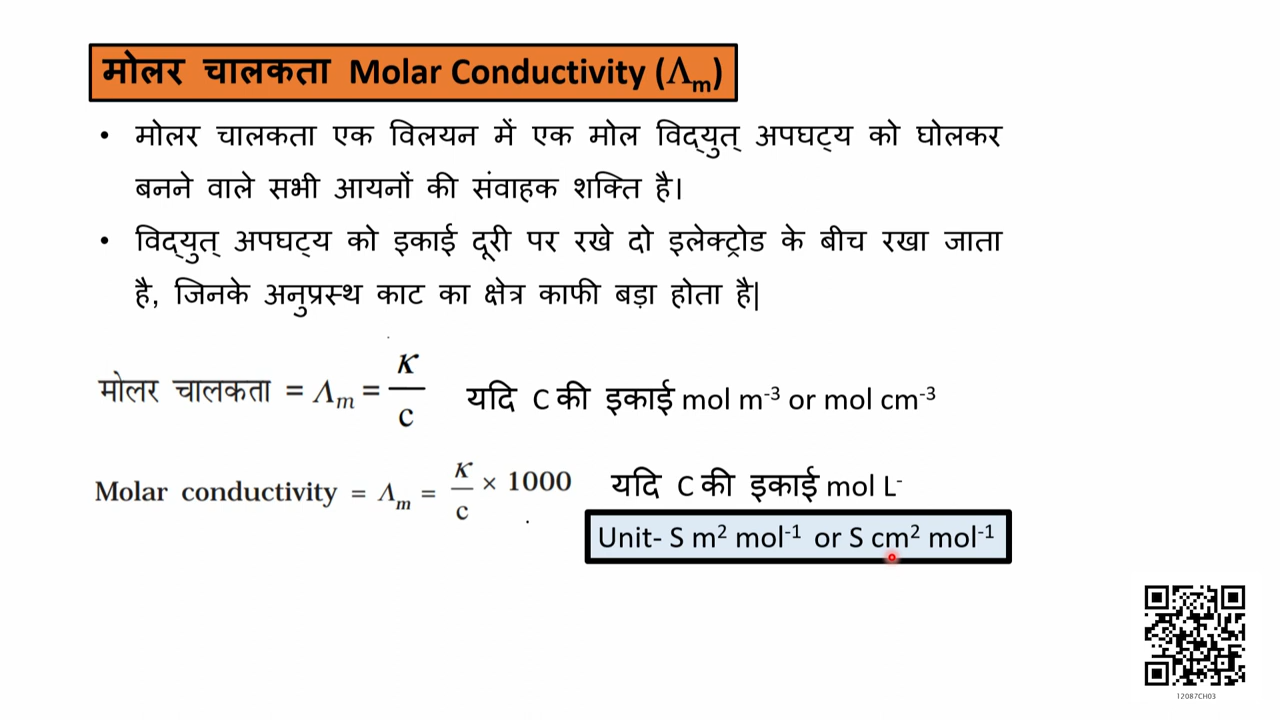 मोलर चालकता Molar Conductivity (Λm)
• मोलर चालकता एक विलयन में एक मोल विद्युत् अपघट्य को घोलकर
बनने वाले सभी आयनों की संवाहक शक्ति है।
• विद्युत् अपघट्य को इकाई दूरी पर रखे दो इलेक्ट्रोड के बीच रखा जाता
है, जिनके अनुप्रस्थ काट का क्षेत्र काफी बड़ा होता है|
मोलर चालकता = Λm = κ/c यदि C की इकाई mol m⁻³ or mol cm⁻³
Molar conductivity = Λm = κ/c × 1000 यदि C की इकाई mol L⁻
Unit- S m² mol⁻¹ or S cm² mol⁻¹
12087CH03